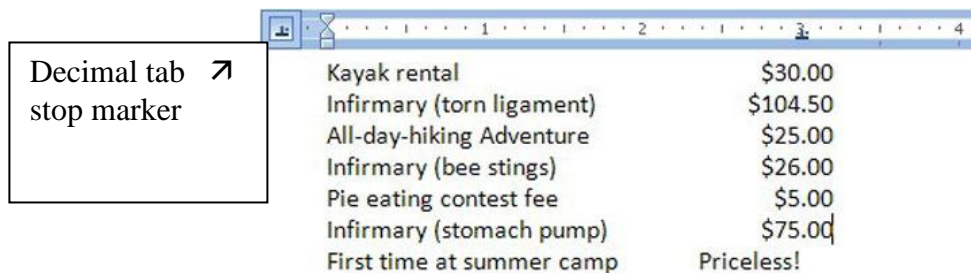 1 2 3 4
Decimal tab ↗
stop marker
Kayak rental $30.00
Infirmary (torn ligament) $104.50
All-day-hiking Adventure $25.00
Infirmary (bee stings) $26.00
Pie eating contest fee $5.00
Infirmary (stomach pump) $75.00
First time at summer camp Priceless!